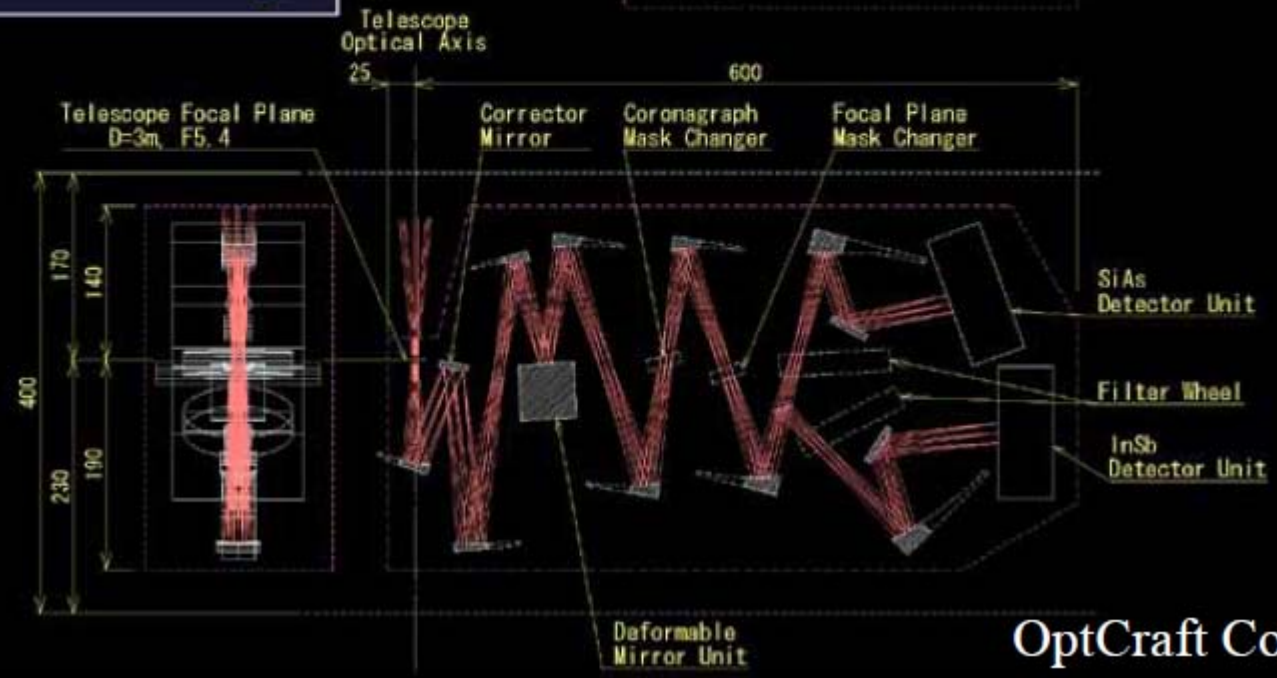 Telescope
Optical Axis
25
600
Telescope Focal Plane
D=3m, F5.4
Corrector
Mirror
Coronagraph
Mask Changer
Focal Plane
Mask Changer
400
170
140
230
190
SiAs
Detector Unit
Filter Wheel
InSb
Detector Unit
Deformable
Mirror Unit
OptCraft Co